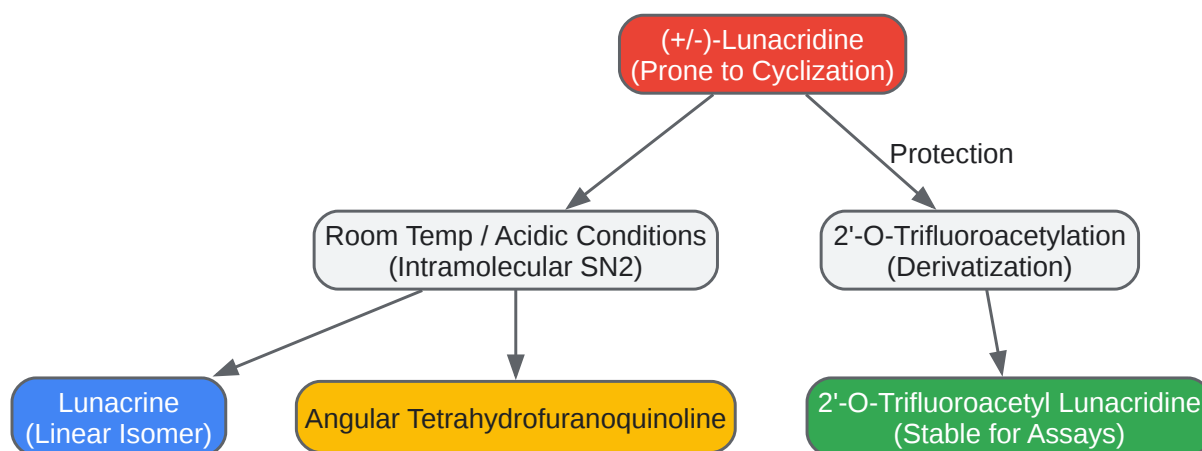 (+/-)-Lunacridine
(Prone to Cyclization)
Protection
Room Temp / Acidic Conditions
(Intramolecular SN2)
2'-O-Trifluoroacetylation
(Derivatization)
Lunacrine
(Linear Isomer)
Angular Tetrahydrofuranoquinoline
2'-O-Trifluoroacetyl Lunacridine
(Stable for Assays)